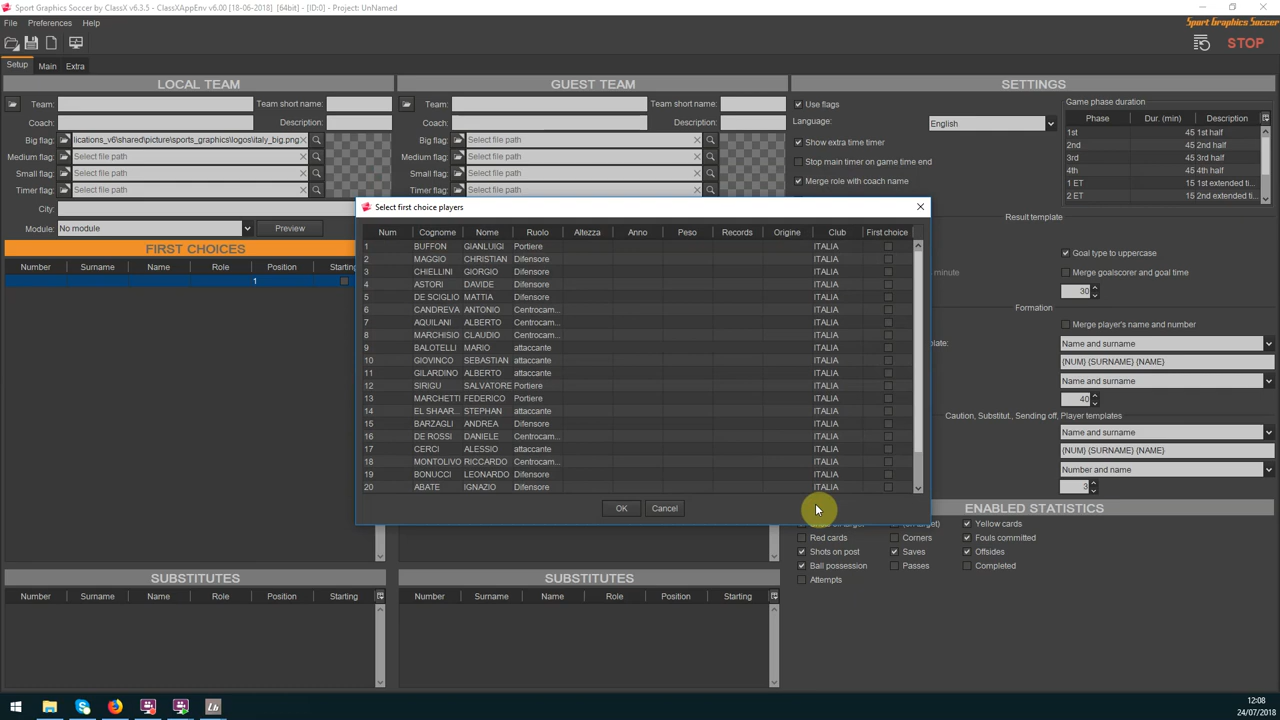 Sport Graphics Soccer by ClassX v6.3.5 - ClassXAppEnv v6.00 [18-06-2018] [64bit] - [ID:0] - Project: UnNamed
File Preferences Help
Sport Graphics Soccer
STOP
Setup Main Extra
LOCAL TEAM GUEST TEAM SETTINGS
Team: Team short name: Team: Team short name: Use flags Game phase duration
Coach: Description: Coach: Description: Language: English Phase Dur. (min) Description
Big flag: lications_v6\shared\picture\sports_graphics\logos\italy_big.png Big flag: Select file path Show extra time timer 1st 45 1st half
2nd 45 2nd half
Medium flag: Select file path Medium flag: Select file path Stop main timer on game time end 3rd 45 3rd half
4th 45 4th half
Small flag: Select file path Small flag: Select file path Merge role with coach name 1 ET 15 1st extended ti...
Timer flag: Select file path Timer flag: Select file path 2 ET 15 2st extended ti...
City:
Result template
Module: No module Preview
FIRST CHOICES
Goal type to uppercase
Number Surname Name Role Position Starting
minute Merge goalscorer and goal time
1
30
Formation
Merge player's name and number
plate: Name and surname
{NUM} {SURNAME} {NAME}
Name and surname
40
Caution, Substitut., Sending off, Player templates
Name and surname
{NUM} {SURNAME} {NAME}
Number and name
3
Select first choice players
Num Cognome Nome Ruolo Altezza Anno Peso Records Origine Club First choice
1 BUFFON GIANLUIGI Portiere ITALIA
2 MAGGIO CHRISTIAN Difensore ITALIA
3 CHIELLINI GIORGIO Difensore ITALIA
4 ASTORI DAVIDE Difensore ITALIA
5 DE SCIGLIO MATTIA Difensore ITALIA
6 CANDREVA ANTONIO Centrocam... ITALIA
7 AQUILANI ALBERTO Centrocam... ITALIA
8 MARCHISIO CLAUDIO Centrocam... ITALIA
9 BALOTELLI MARIO attaccante ITALIA
10 GIOVINCO SEBASTIAN attaccante ITALIA
11 GILARDINO ALBERTO attaccante ITALIA
12 SIRIGU SALVATORE Portiere ITALIA
13 MARCHETTI FEDERICO Portiere ITALIA
14 EL SHAAR... STEPHAN attaccante ITALIA
15 BARZAGLI ANDREA Difensore ITALIA
16 DE ROSSI DANIELE Centrocam... ITALIA
17 CERCI ALESSIO attaccante ITALIA
18 MONTOLIVO RICCARDO Centrocam... ITALIA
19 BONUCCI LEONARDO Difensore ITALIA
20 ABATE IGNAZIO Difensore ITALIA
OK Cancel
ENABLED STATISTICS
target) Yellow cards
Red cards Corners Fouls committed
Shots on post Saves Offsides
Ball possession Passes Completed
Attempts
SUBSTITUTES SUBSTITUTES
Number Surname Name Role Position Starting Number Surname Name Role Position Starting
Lb
12:08
24/07/2018